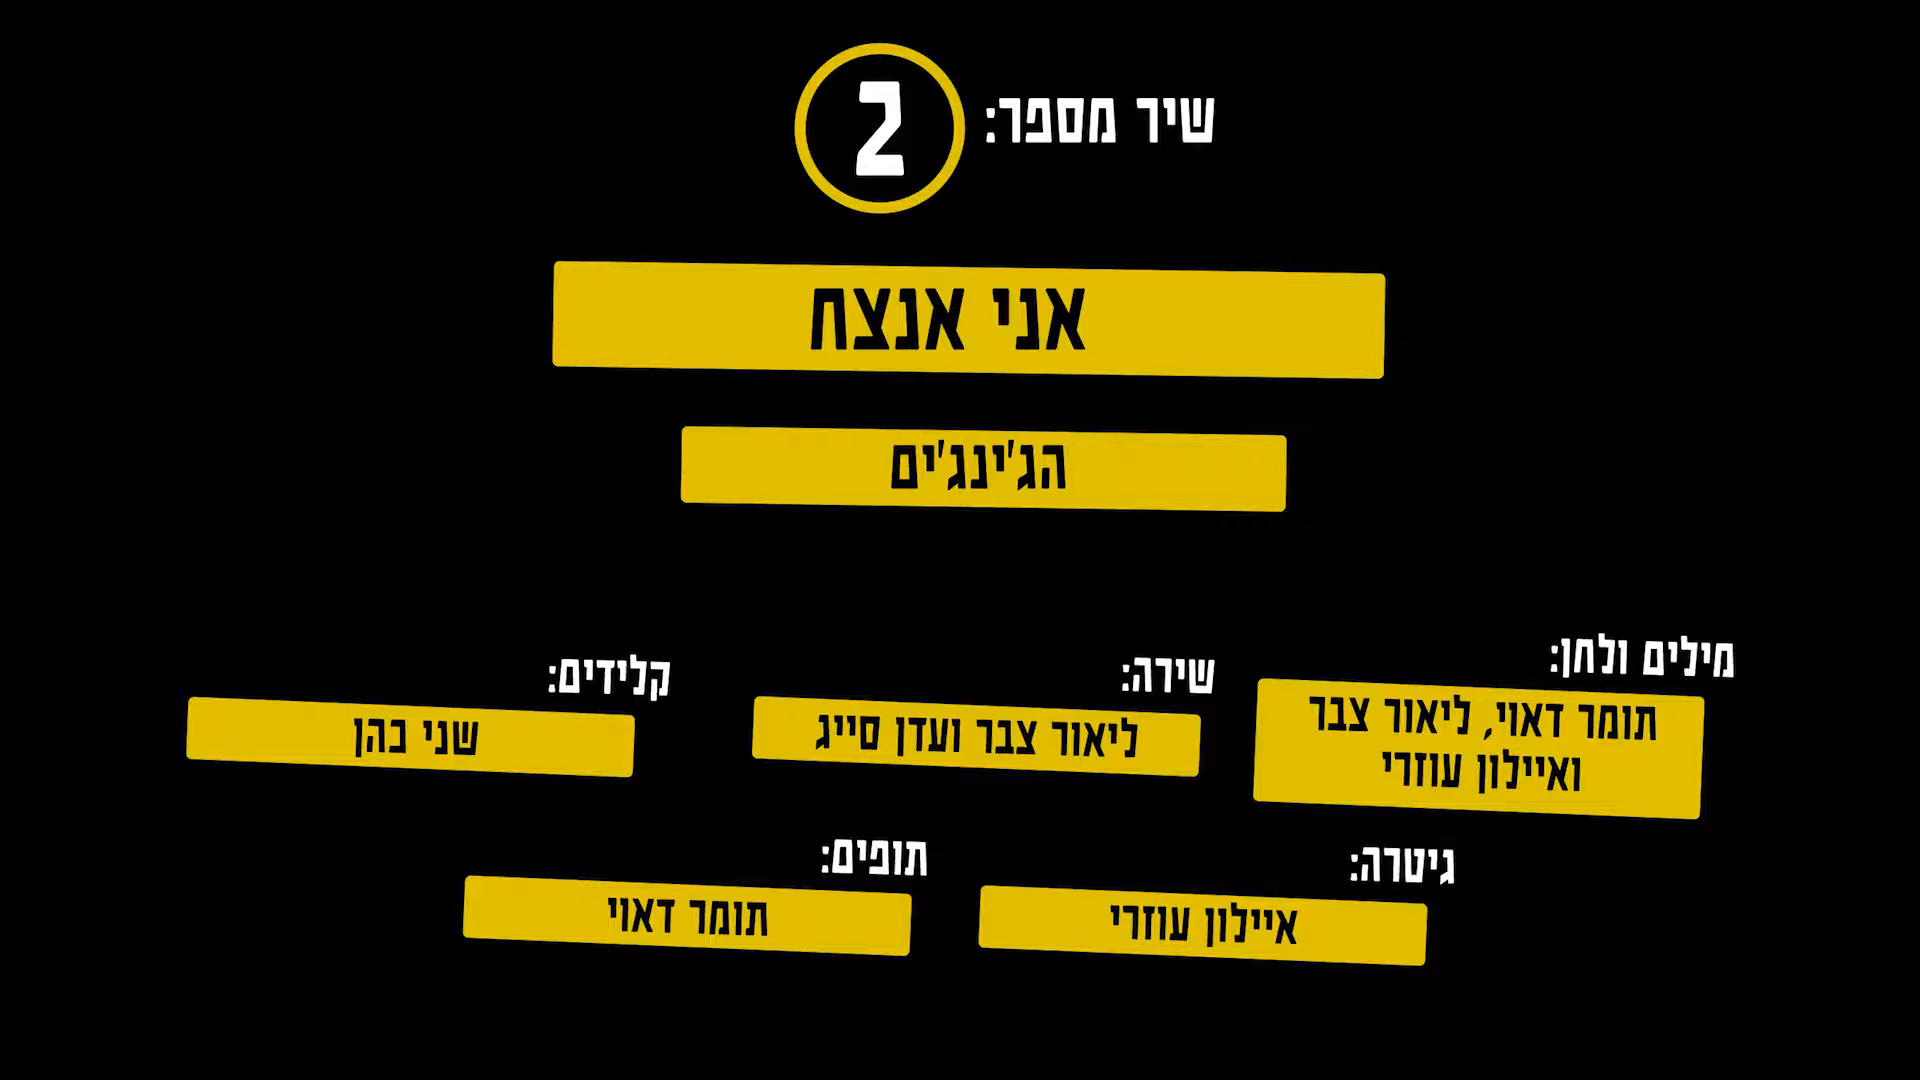 שיר מספר: 2
אני אנצח
הג'ינג'ים
מילים ולחן:
תומר דאוי, ליאור צבר
ואיילון עוזרי
שירה:
ליאור צבר ועדן סייג
קלידים:
שני כהן
גיטרה:
איילון עוזרי
תופים:
תומר דאוי